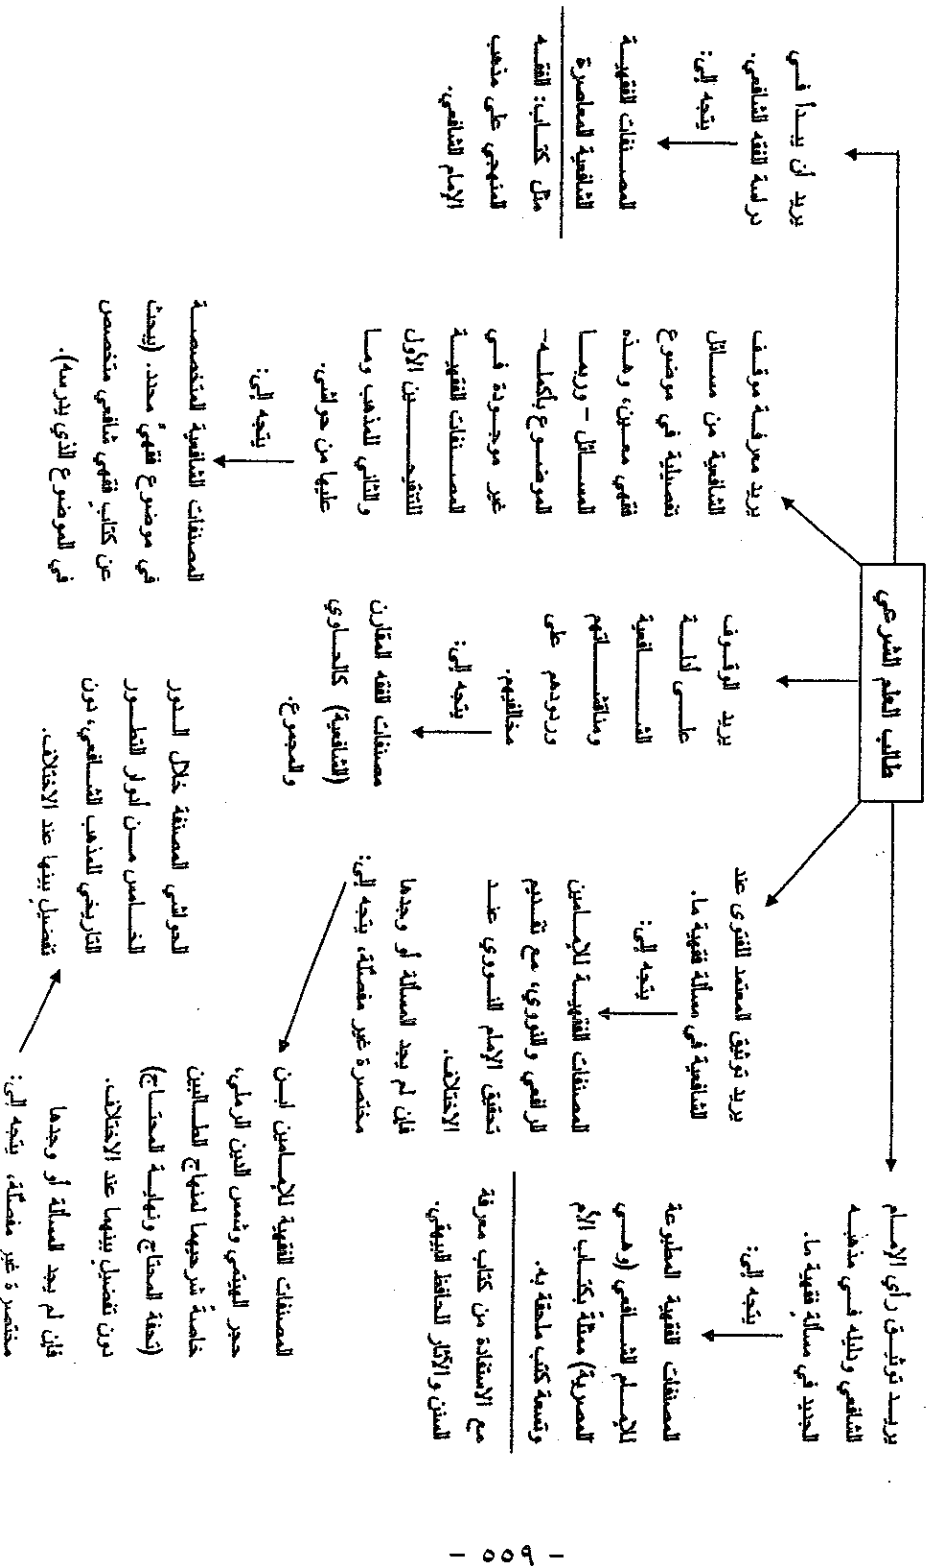 طالب العلم الشرعي
يريد توثيق رأي الإمام
الشافعي ودليله في مذهبه
الجديد في مسألة فقهية ما.
يتجه إلى:
المصنفات الفقهية المطبوعة
للإمام الشافعي (وهي
المصرية) ممثلة بكتاب الأم
وتسعة كتب ملحقة به.
مع الاستفادة من كتاب معرفة
السنن والآثار للحافظ البيهقي.
يريد توثيق المعتمد للفتوى عند
الشافعية في مسألة فقهية ما.
يتجه إلى:
المصنفات الفقهية للإمامين
الرافعي والنووي، مع تقديم
تحقيق الإمام النووي عند
الاختلاف.
فإن لم يجد المسألة أو وجدها
مختصرة غير مفصلة، يتجه إلى:
المصنفات الفقهية للإمامين ابن
حجر الهيتمي وشمس الدين الرملي،
خاصةً شرحيهما لمنهاج الطالبين
(تحفة المحتاج ونهاية المحتاج)
دون تفضيل بينهما عند الاختلاف.
فإن لم يجد المسألة أو وجدها
مختصرة غير مفصلة، يتجه إلى:
الحواشي المصنفة خلال الدور
الخامس من أدوار التطور
التاريخي للمذهب الشافعي، دون
تفضيل بينها عند الاختلاف.
يريد الوقوف
على أدلة
الشافعية
ومناقشاتهم
وردودهم على
مخالفيهم.
يتجه إلى:
مصنفات الفقه المقارن
(الشافعية) كالحاوي
والمجموع.
يريد معرفة موقف
الشافعية من مسائل
تفصيلية في موضوع
فقهي معين، وهذه
المسائل - وربما
الموضوع بأكمله-
غير موجودة في
المصنفات الفقهية
للتنقيحين الأول
والثاني للمذهب وما
عليها من حواشي.
يتجه إلى:
المصنفات الشافعية المتخصصة
في موضوع فقهيٍ محدد. (يبحث
عن كتاب فقهي شافعي متخصص
في الموضوع الذي يدرسه).
يريد أن يبدأ في
دراسة الفقه الشافعي.
يتجه إلى:
المصنفات الفقهية
الشافعية المعاصرة
مثل كتاب: الفقه
المنهجي على مذهب
الإمام الشافعي.
- ٥٥٩ -